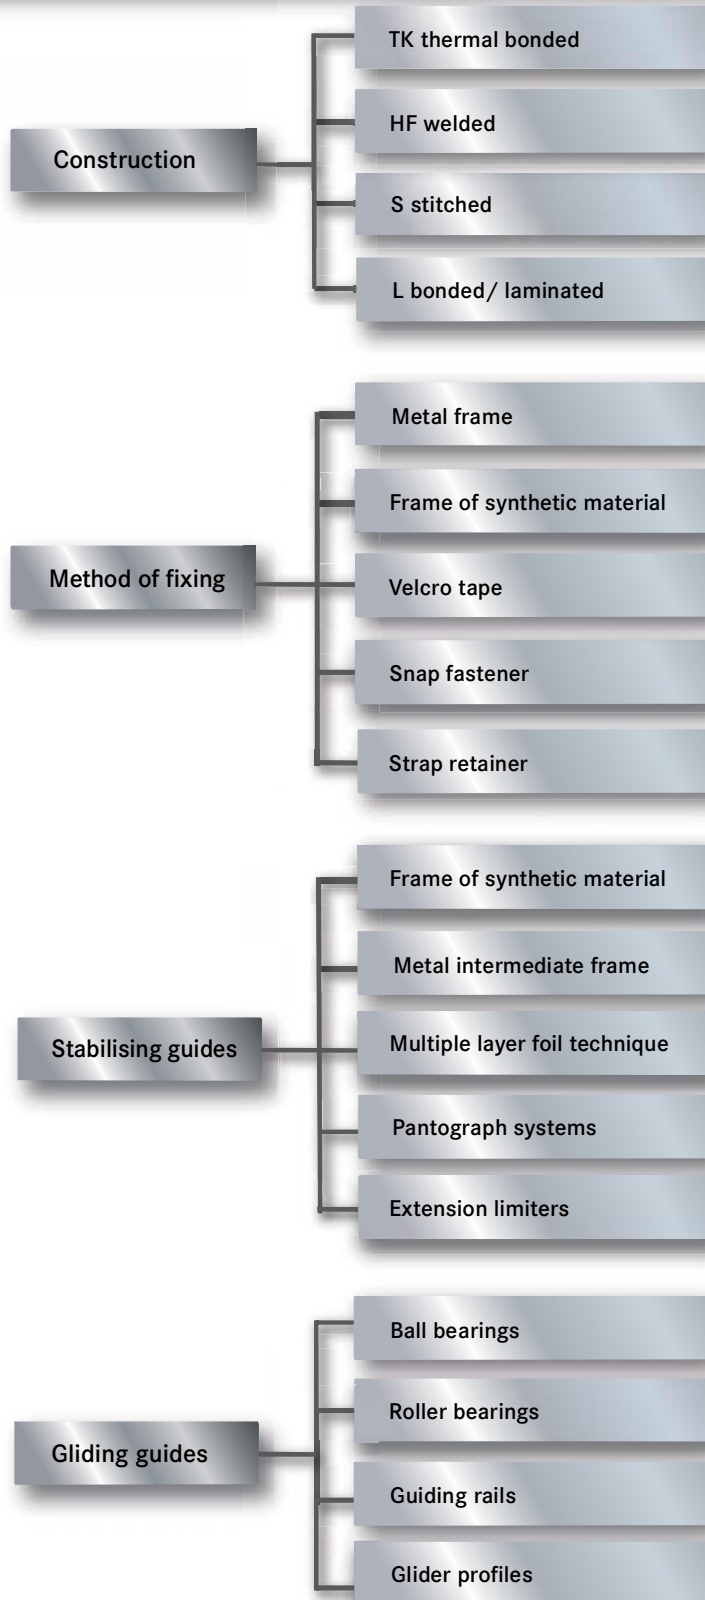 Construction
TK thermal bonded
HF welded
S stitched
L bonded/ laminated
Method of fixing
Metal frame
Frame of synthetic material
Velcro tape
Snap fastener
Strap retainer
Stabilising guides
Frame of synthetic material
Metal intermediate frame
Multiple layer foil technique
Pantograph systems
Extension limiters
Gliding guides
Ball bearings
Roller bearings
Guiding rails
Glider profiles